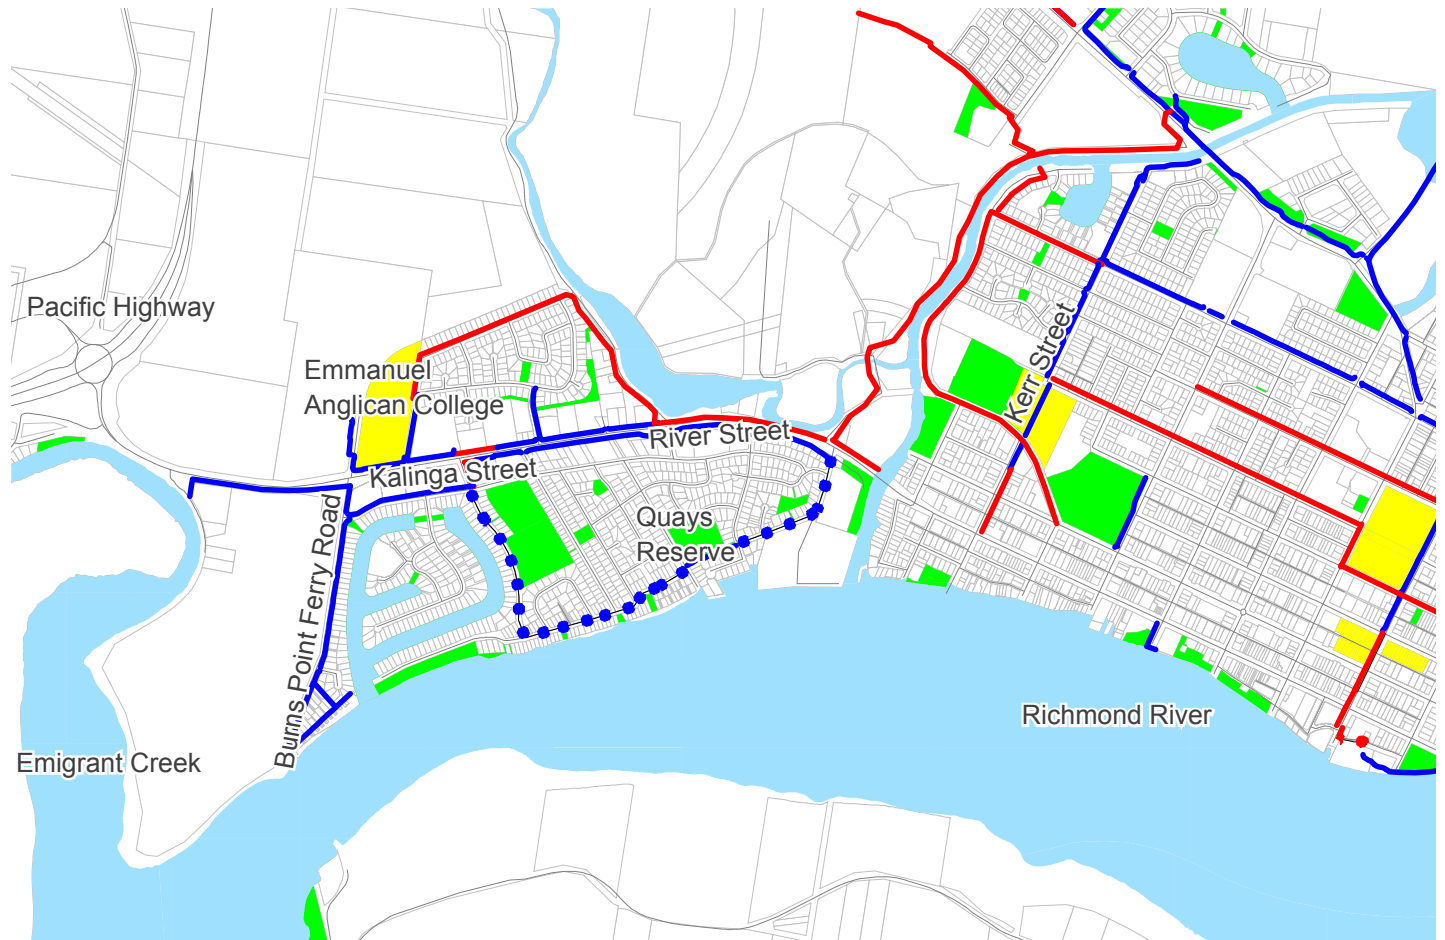 Pacific Highway
Emmanuel
Anglican College
Kerr Street
River Street
Kalinga Street
Quays
Reserve
Burns Point Ferry Road
Richmond River
Emigrant Creek